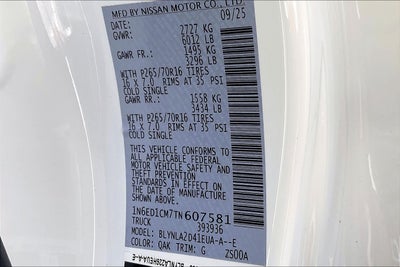 MFD BY NISSAN MOTOR CO., LTD.
DATE: 09/25
GVWR: 2727 KG
6012 LB
GAWR FR.: 1495 KG
3296 LB
WITH P265/70R16 TIRES
16 X 7.0 RIMS AT 35 PSI
COLD SINGLE
GAWR RR.: 1558 KG
3434 LB
WITH P265/70R16 TIRES
16 X 7.0 RIMS AT 35 PSI
COLD SINGLE
THIS VEHICLE CONFORMS TO
ALL APPLICABLE FEDERAL
MOTOR VEHICLE SAFETY AND
THEFT PREVENTION
STANDARDS IN EFFECT ON
THE DATE OF MANUFACTURE
SHOWN ABOVE.
1N6ED1CM7TN607581
TRUCK 393936
MODEL: BLYNLA2D41EUA-A--E
COLOR: QAK TRIM: G ZS00A